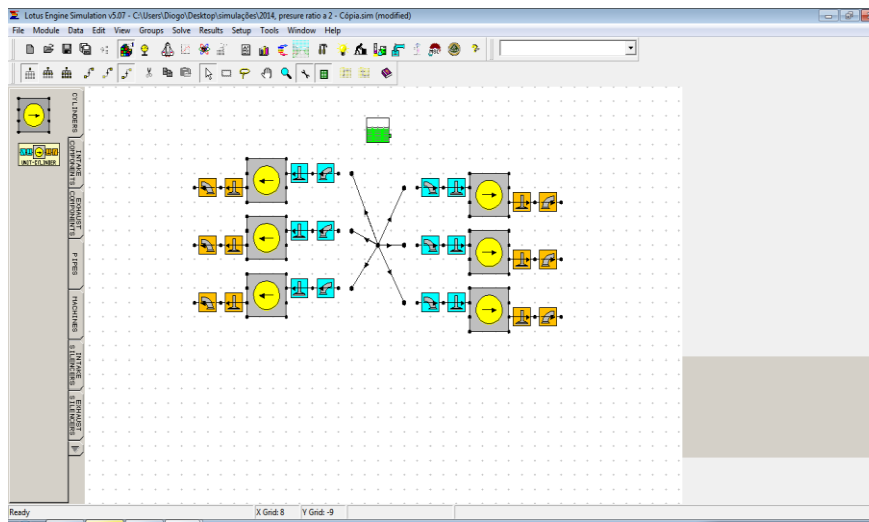 Lotus Engine Simulation v5.07 - C:\Users\Diogo\Desktop\simulações\2014, presure ratio a 2 - Cópia.sim (modified)
File Module Data Edit View Groups Solve Results Setup Tools Window Help
CYLINDERS
UNIT-CYLINDER
INTAKE COMPONENTS
EXHAUST COMPONENTS
PIPES
MACHINES
INTAKE SILENCERS
EXHAUST SILENCERS
Ready X Grid: 8 Y Grid: -9